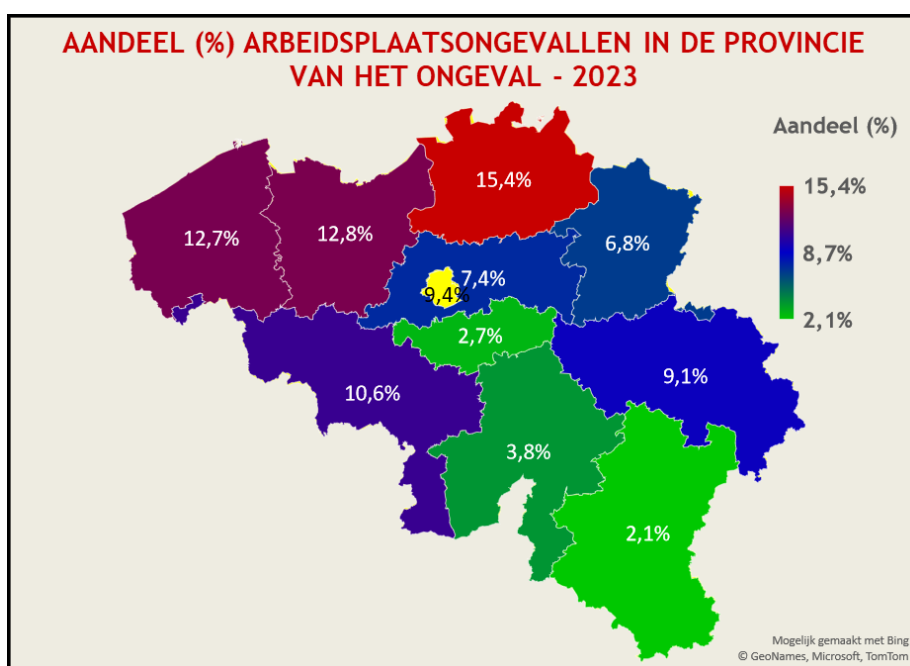 AANDEEL (%) ARBEIDSPLAATSONGEVALLEN IN DE PROVINCIE
VAN HET ONGEVAL - 2023
Aandeel (%)
15,4%
8,7%
2,1%
15,4%
12,7%
12,8%
6,8%
7,4%
9,4%
2,7%
9,1%
10,6%
3,8%
2,1%
Mogelijk gemaakt met Bing
© GeoNames, Microsoft, TomTom